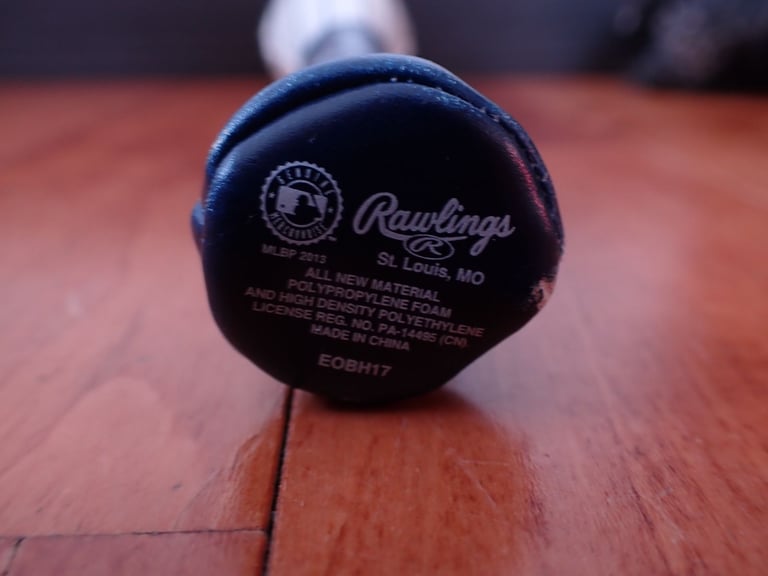 GENUINE
MERCHANDISE
MLBP 2013
Rawlings
R
St. Louis, MO
ALL NEW MATERIAL
POLYPROPYLENE FOAM
AND HIGH DENSITY POLYETHYLENE
LICENSE REG. NO. PA-14495 (CN)
MADE IN CHINA
EOBH17